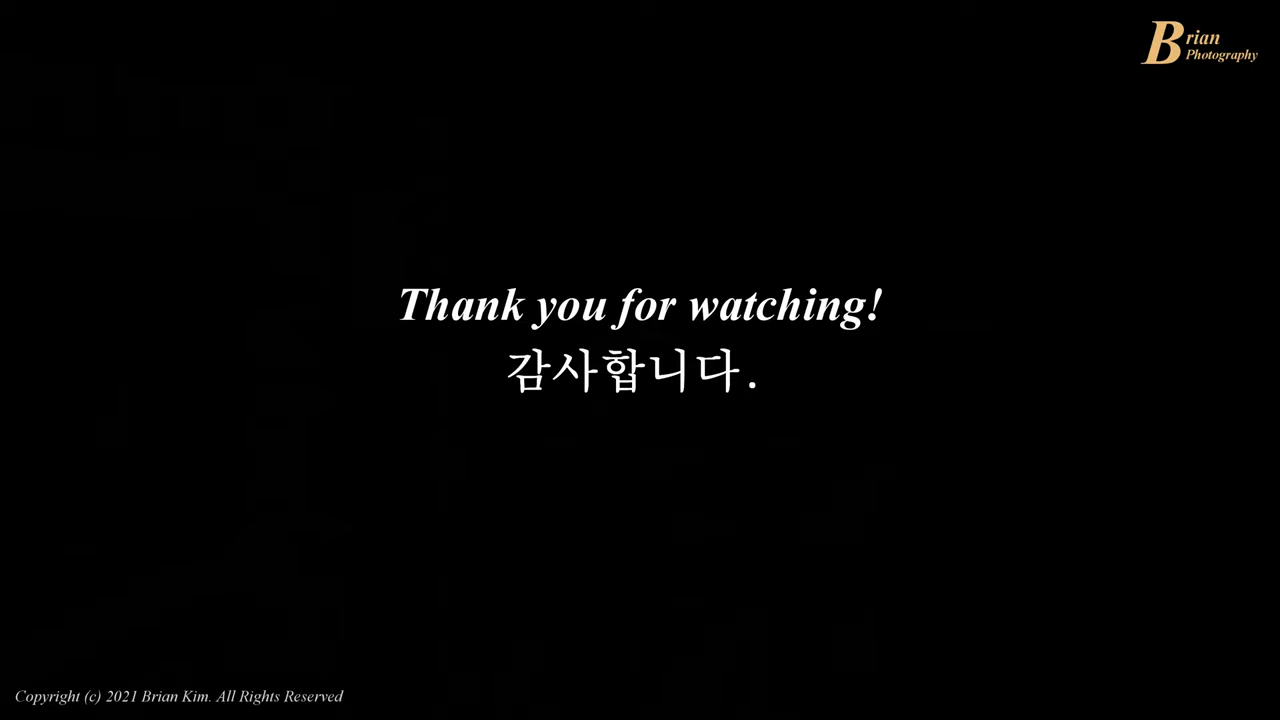 Brian
Photography
Thank you for watching!
감사합니다.
Copyright (c) 2021 Brian Kim. All Rights Reserved